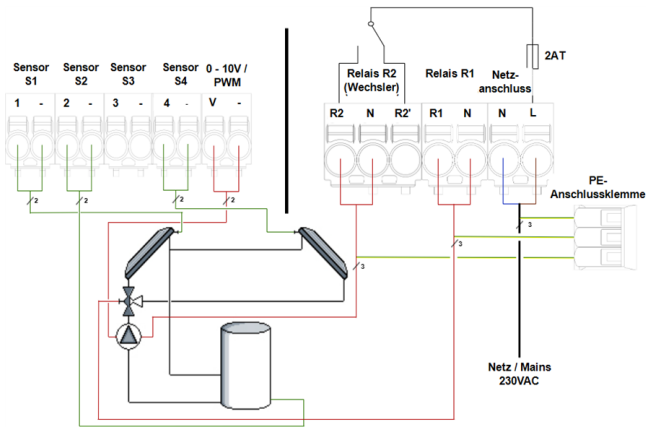 Sensor S1
Sensor S2
Sensor S3
Sensor S4
0 - 10V / PWM
Relais R2 (Wechsler)
Relais R1
Netz-anschluss
2AT
1 - 2 - 3 - 4 - V -
R2 N R2' R1 N N L
PE-Anschlussklemme
2
2
2
2
3
3
3
Netz / Mains
230VAC